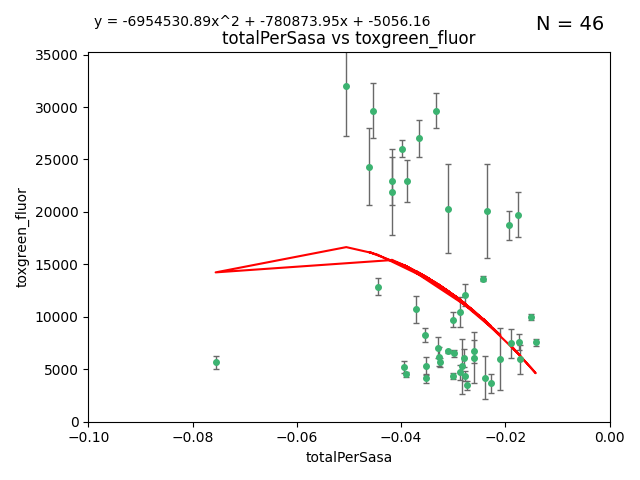 y = -6954530.89x^2 + -780873.95x + -5056.16
N = 46
totalPerSasa vs toxgreen_fluor
35000
30000
25000
20000
15000
10000
5000
0
toxgreen_fluor
−0.10
−0.08
−0.06
−0.04
−0.02
0.00
totalPerSasa